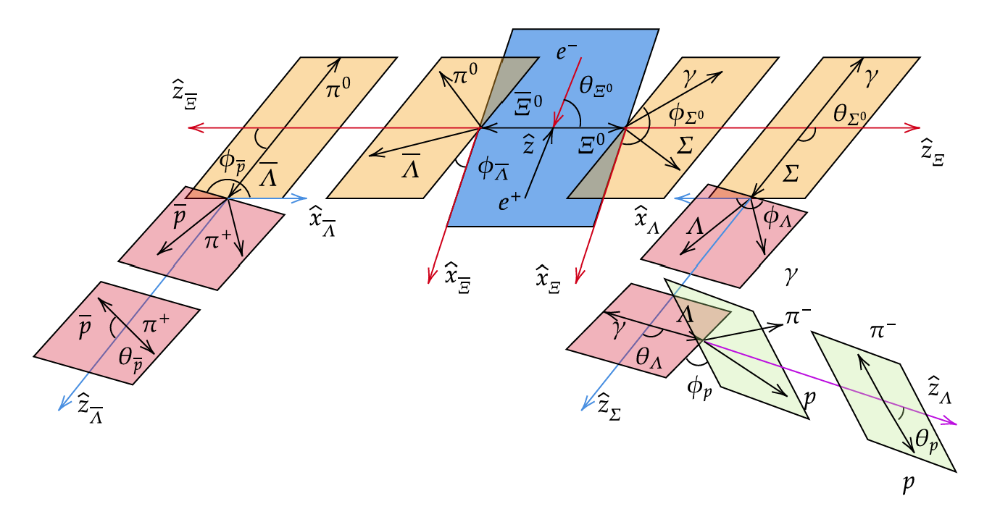 e⁻
γ
γ
π⁰
π⁰
θ_Ξ⁰
ẑ_Ξ̅
Ξ̅⁰
ϕ_Σ⁰
θ_Σ⁰
ẑ
Ξ⁰
Σ
ẑ_Ξ
ϕ_p̅
Λ̅
Λ̅
ϕ_Λ̅
Σ
e⁺
p̅
π⁺
x̂_Λ̅
x̂_Λ
Λ
ϕ_Λ
x̂_Ξ̅
x̂_Ξ
γ
p̅
π⁺
γ
Λ
π⁻
π⁻
θ_p̅
θ_Λ
ϕ_p
p
ẑ_Λ
ẑ_Λ̅
ẑ_Σ
θ_p
p